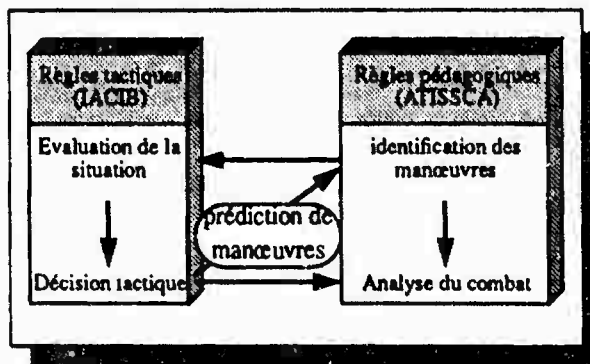 Règles tactiques
(IACIB)
Evaluation de la
situation
Décision tactique
prédiction de
manœuvres
Règles pédagogiques
(ATISSCA)
identification des
manœuvres
Analyse du combat